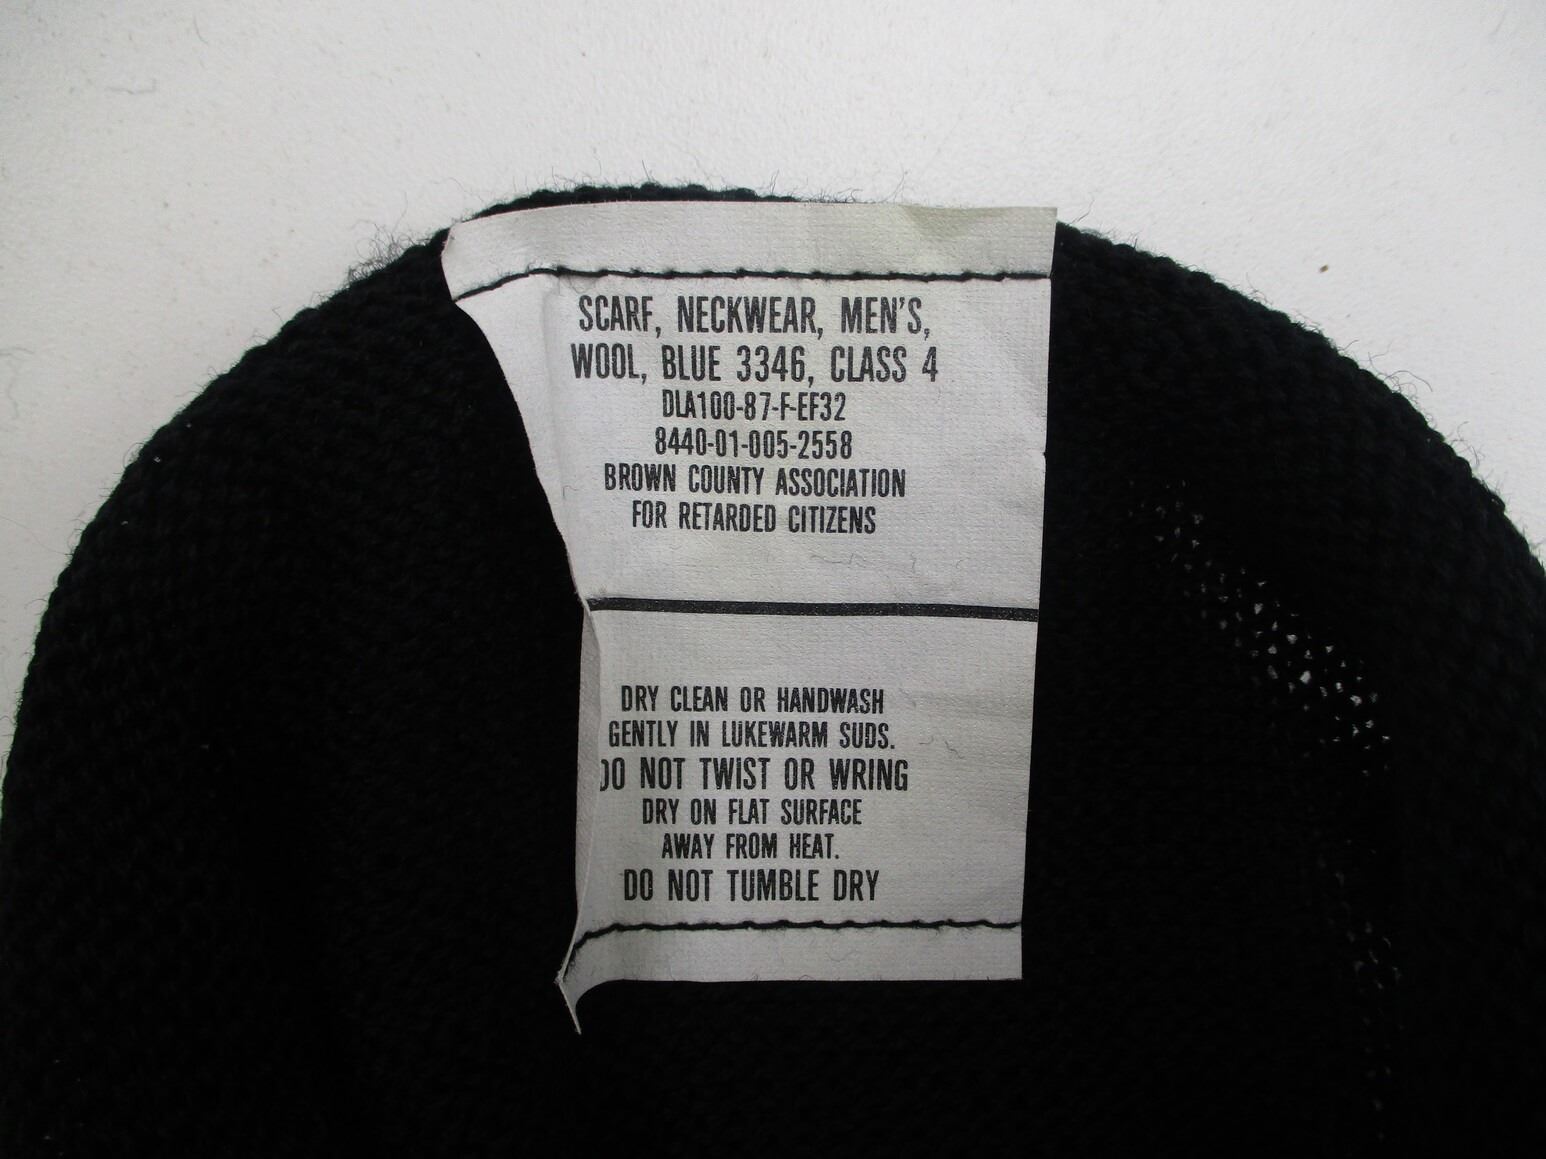 SCARF, NECKWEAR, MEN'S,
WOOL, BLUE 3346, CLASS 4
DLA100-87-F-EF32
8440-01-005-2558
BROWN COUNTY ASSOCIATION
FOR RETARDED CITIZENS
DRY CLEAN OR HANDWASH
GENTLY IN LUKEWARM SUDS.
DO NOT TWIST OR WRING
DRY ON FLAT SURFACE
AWAY FROM HEAT.
DO NOT TUMBLE DRY